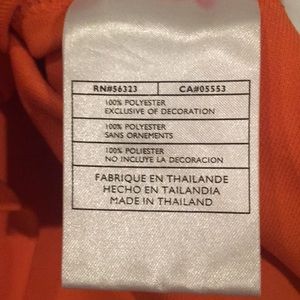 RN#56323 CA#05553
100% POLYESTER
EXCLUSIVE OF DECORATION
100% POLYESTER
SANS ORNEMENTS
100% POLIESTER
NO INCLUYE LA DECORACIÓN
FABRIQUE EN THAILANDE
HECHO EN TAILANDIA
MADE IN THAILAND